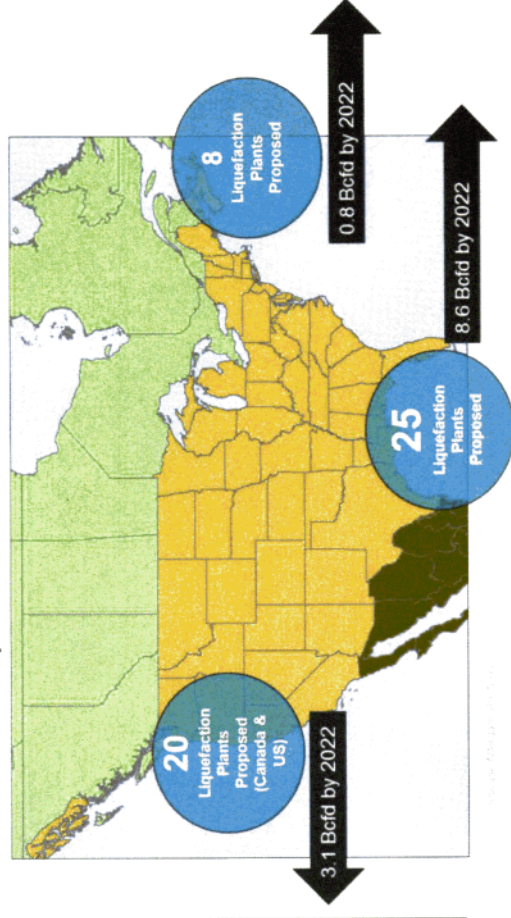 20
Liquefaction
Plants
Proposed
(Canada &
US)
3.1 Bcfd by 2022
25
Liquefaction
Plants
Proposed
8.6 Bcfd by 2022
8
Liquefaction
Plants
Proposed
0.8 Bcfd by 2022